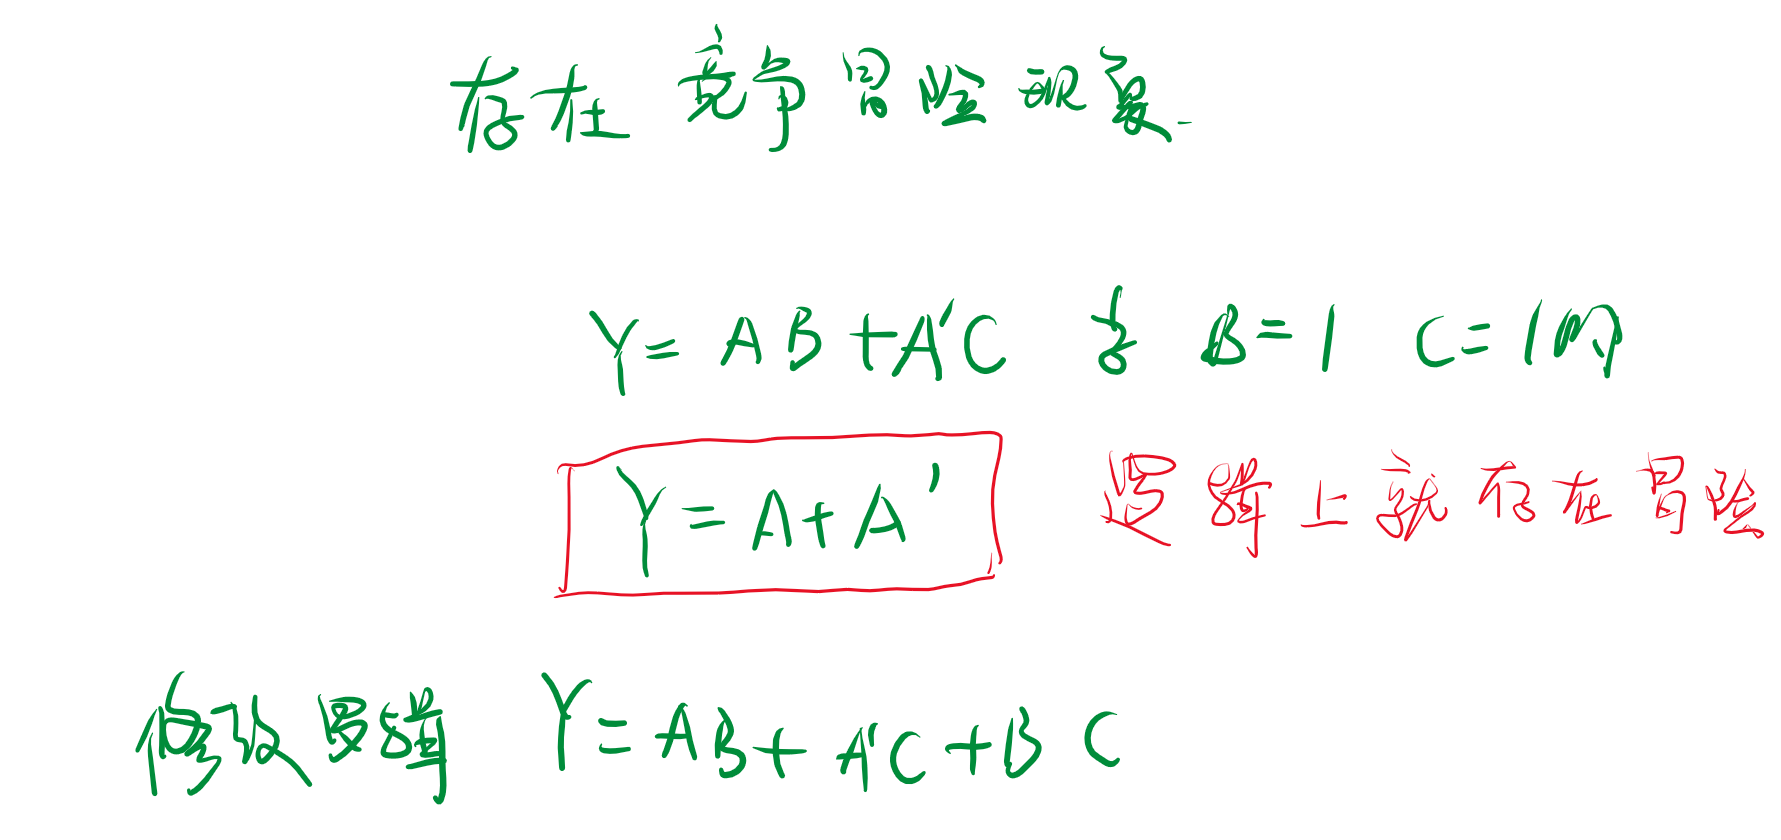 存在 竞争冒险现象.
Y = AB + A'C 当 B = 1 C = 1 时
Y = A + A' 逻辑上就存在冒险
修改逻辑 Y = AB + A'C + BC